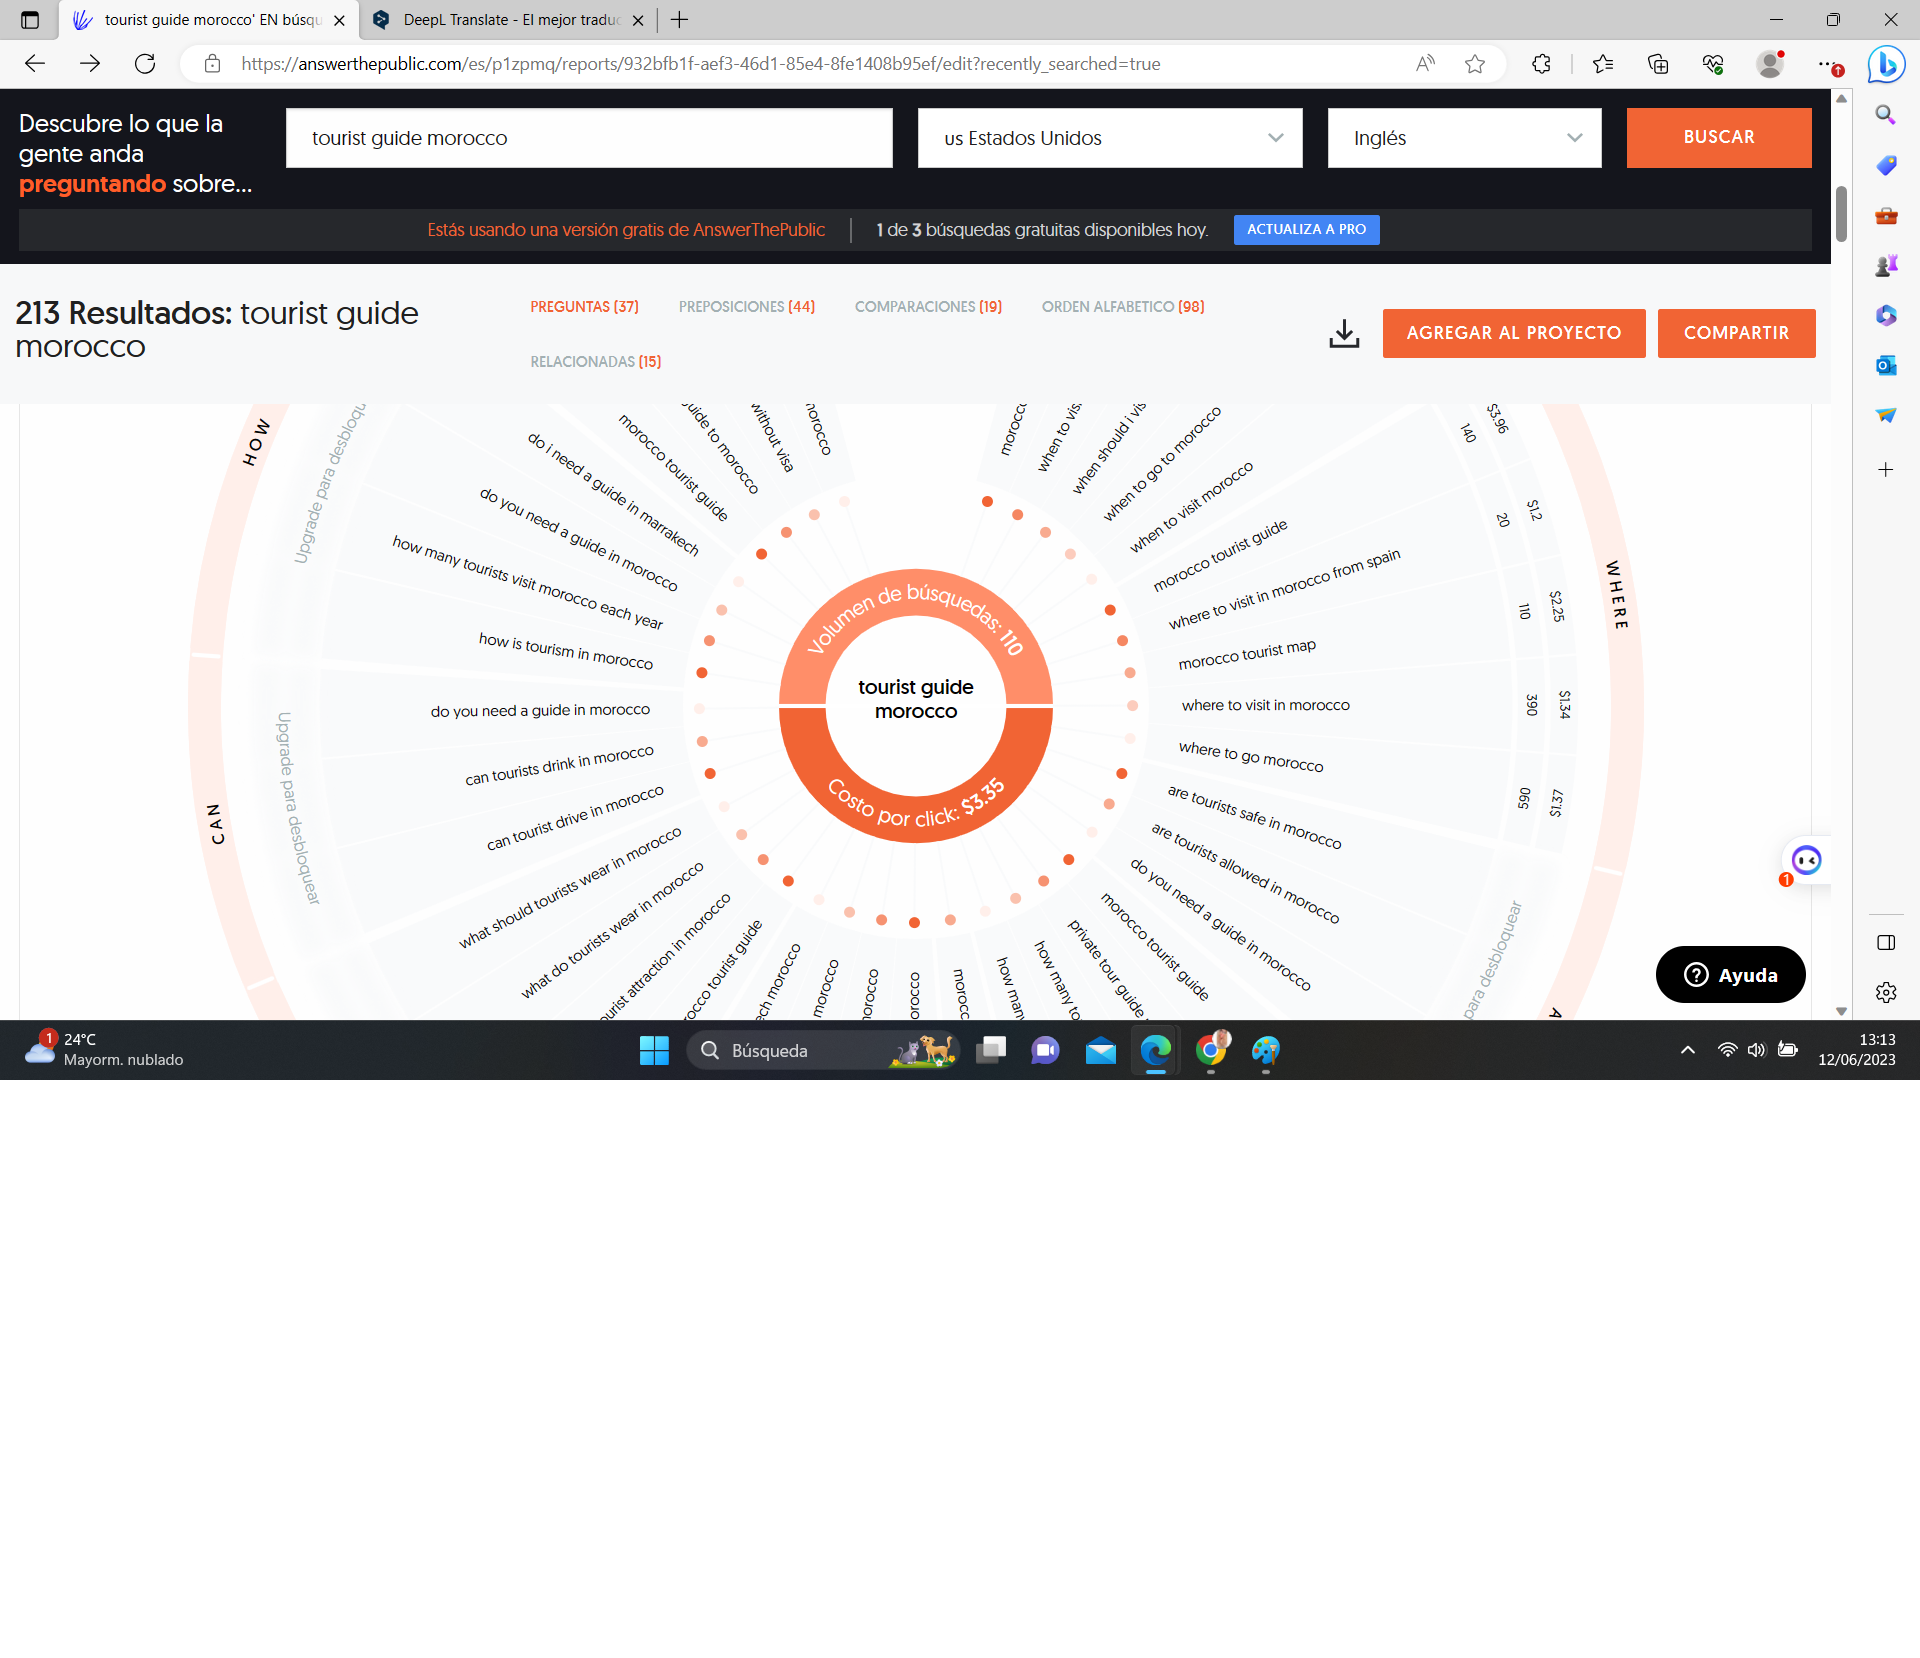 tourist guide morocco' EN búsqu
DeepL Translate - El mejor traduc
https://answerthepublic.com/es/p1zpmq/reports/932bfb1f-aef3-46d1-85e4-8fe1408b95ef/edit?recently_searched=true
Descubre lo que la
gente anda
preguntando sobre...
tourist guide morocco
us Estados Unidos
Inglés
BUSCAR
Estás usando una versión gratis de AnswerThePublic
1 de 3 búsquedas gratuitas disponibles hoy.
ACTUALIZA A PRO
213 Resultados: tourist guide
morocco
PREGUNTAS (37)
PREPOSICIONES (44)
COMPARACIONES (19)
ORDEN ALFABETICO (98)
RELACIONADAS (15)
AGREGAR AL PROYECTO
COMPARTIR
HOW
Upgrade para desbloqu
CAN
Upgrade para desbloquear
WHERE
para desbloquear
A
morocco
without visa
guide to morocco
morocco tourist guide
do i need a guide in marrakech
do you need a guide in morocco
how many tourists visit morocco each year
how is tourism in morocco
do you need a guide in morocco
can tourists drink in morocco
can tourist drive in morocco
what should tourists wear in morocco
what do tourists wear in morocco
ourist attraction in morocco
occo tourist guide
ech morocco
morocco
norocco
orocco
morocc
how many
how many to
private tour guide
morocco tourist guide
do you need a guide in morocco
are tourists allowed in morocco
are tourists safe in morocco
where to go morocco
where to visit in morocco
morocco tourist map
where to visit in morocco from spain
morocco tourist guide
when to visit morocco
when to go to morocco
when should i vis
when to vis
morocco
140
$3.96
20
$1.2
110
$2.25
390
$1.34
590
$1.37
Volumen de búsquedas: 110
tourist guide
morocco
Costo por click: $3.35
1
Ayuda
1
24°C
Mayorm. nublado
Búsqueda
13:13
12/06/2023